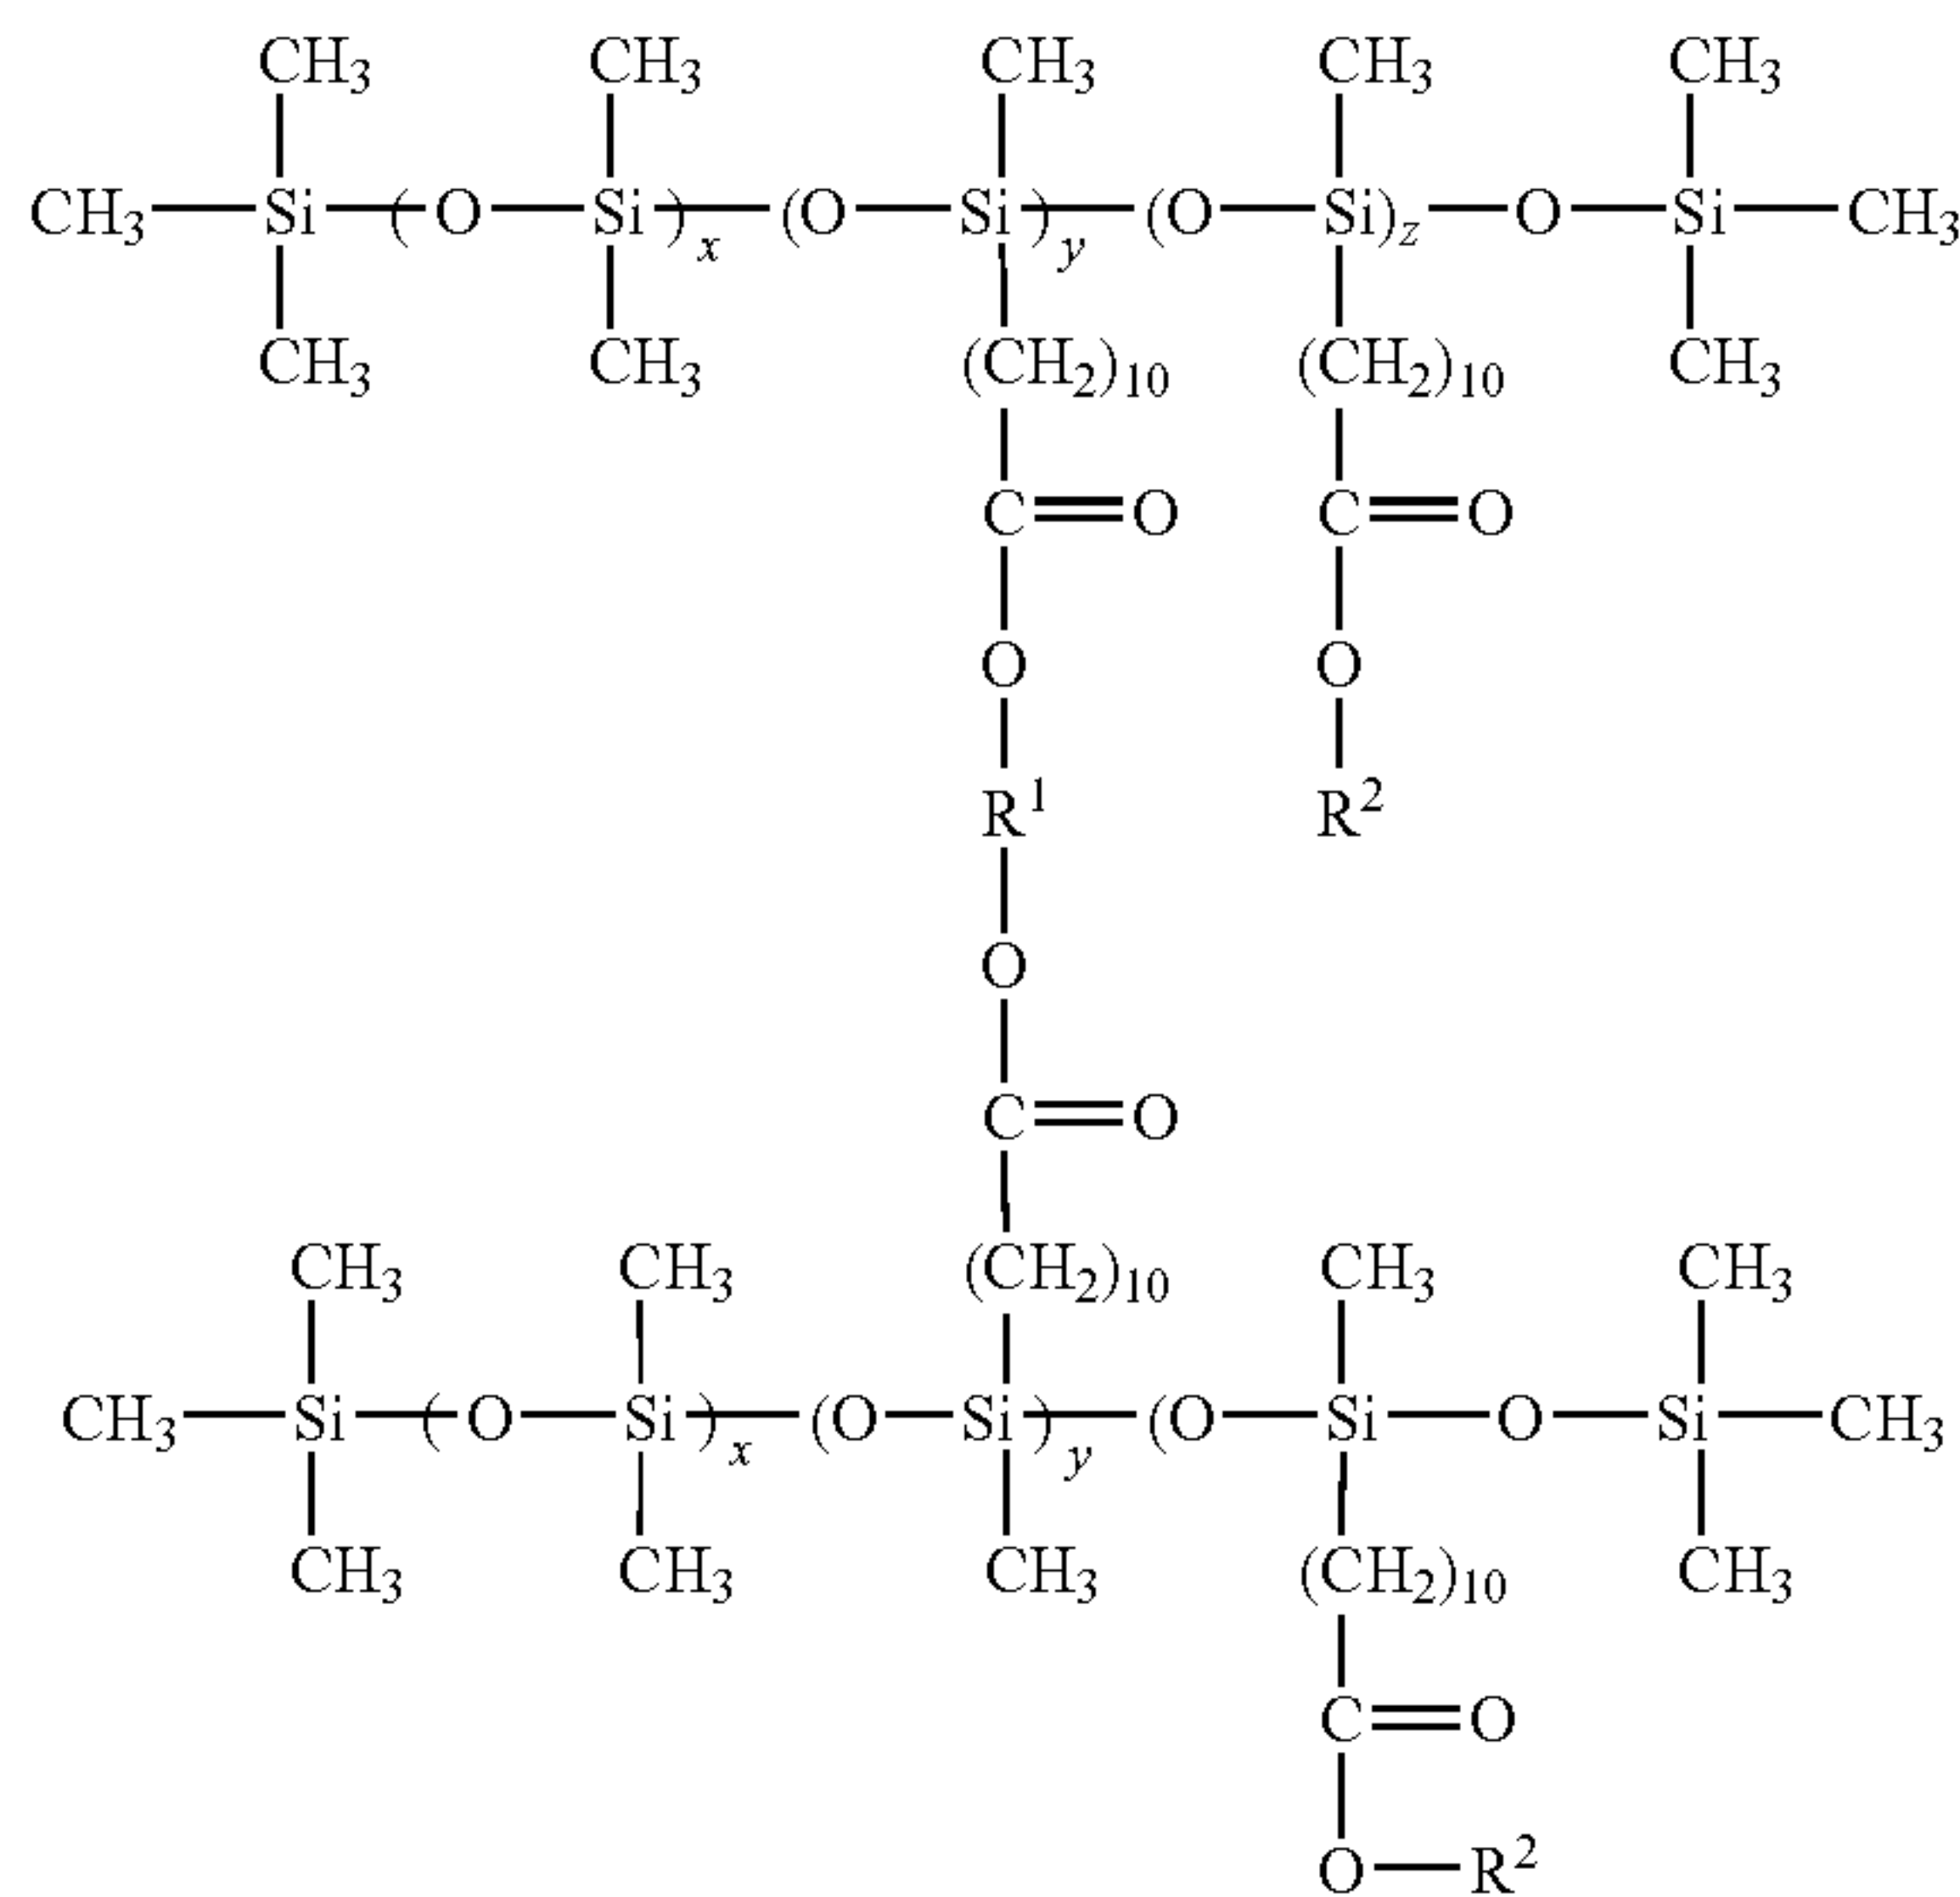 CH3 CH3 CH3 CH3 CH3
CH3 Si (O Si)x (O Si)y (O Si)z O Si CH3
CH3 CH3 (CH2)10 (CH2)10 CH3
C=O C=O
O O
R1 R2
O
C=O
CH3 CH3 (CH2)10 CH3 CH3
CH3 Si (O Si)x (O Si)y (O Si O Si CH3
CH3 CH3 CH3 (CH2)10 CH3
C=O
O—R2